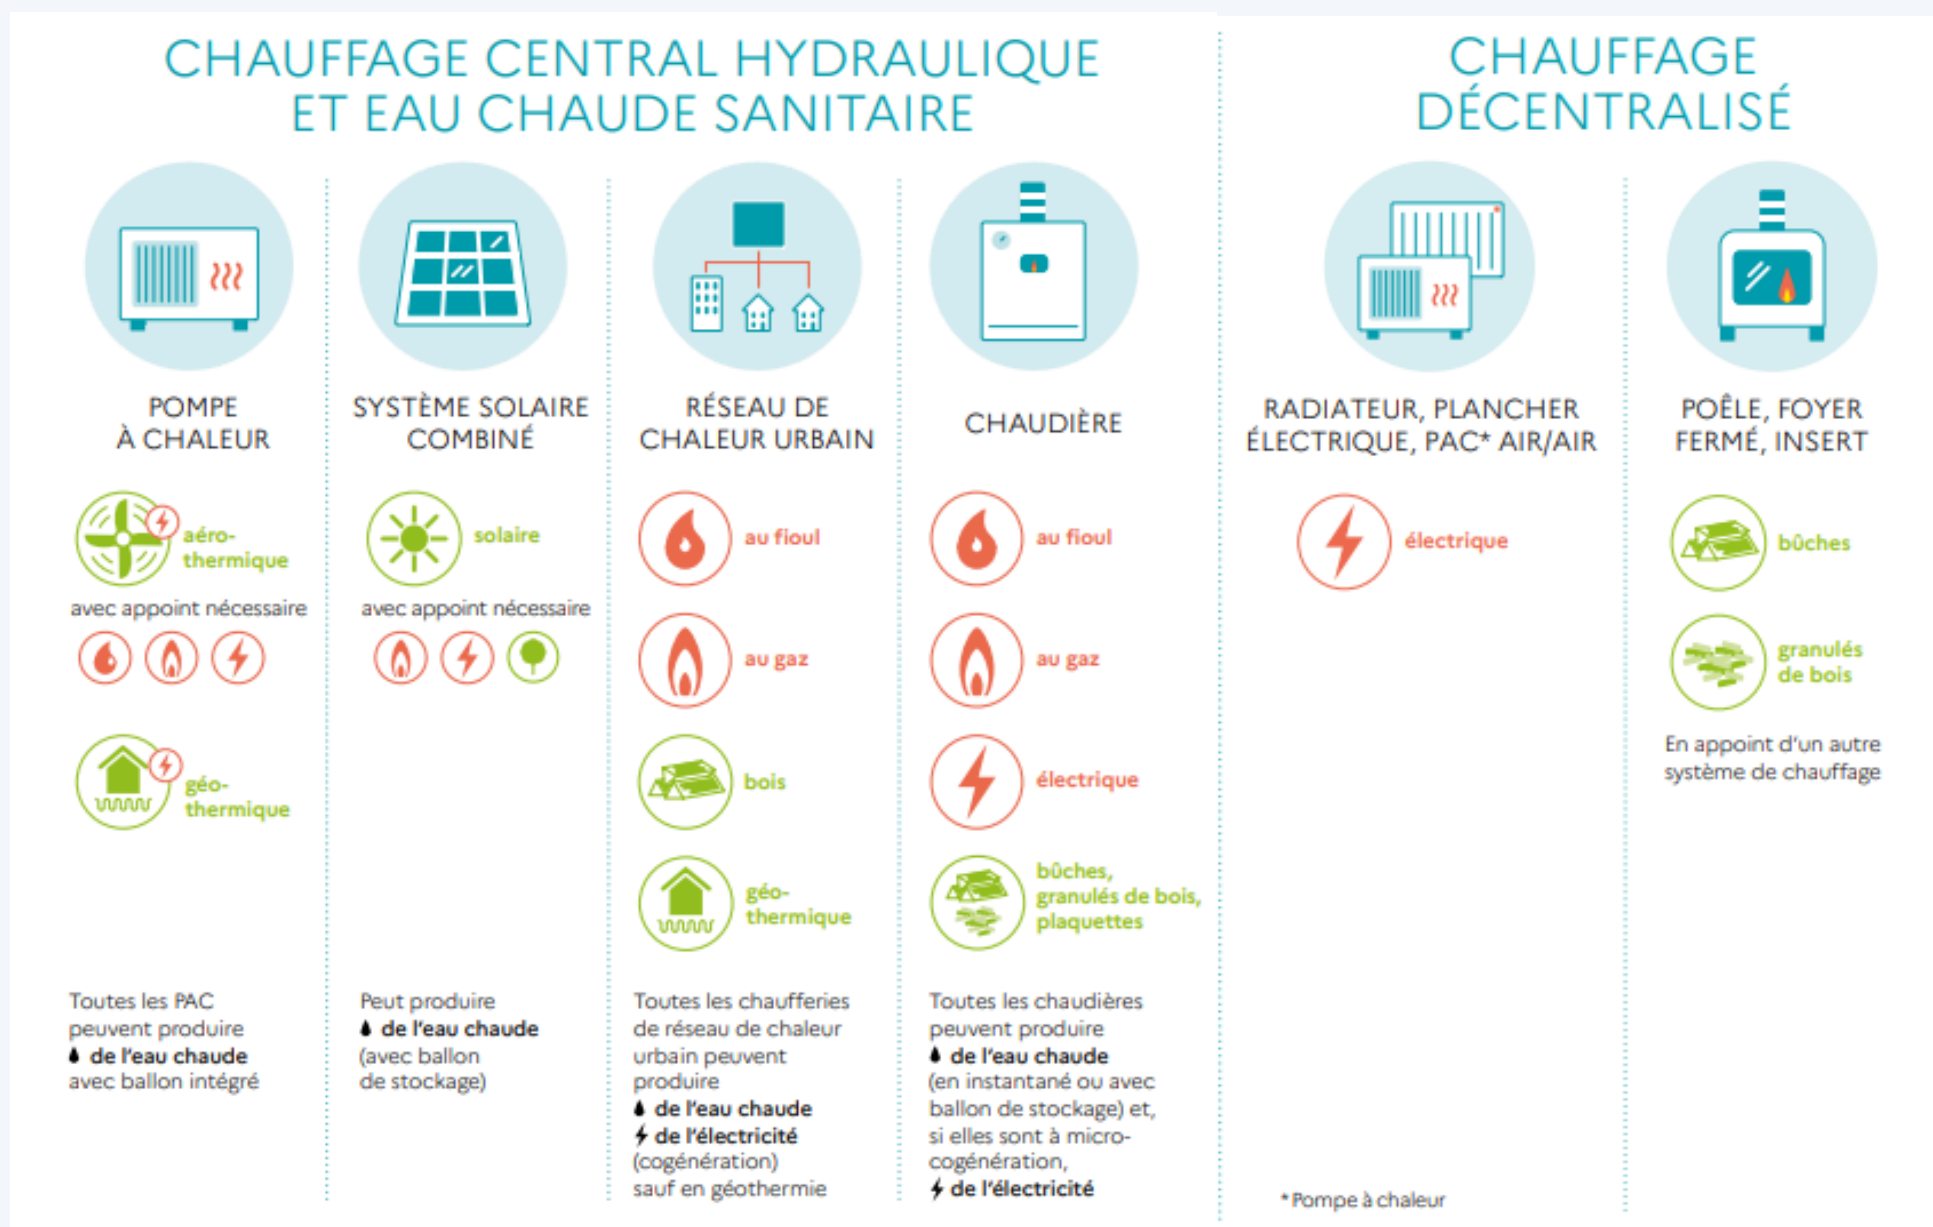 CHAUFFAGE CENTRAL HYDRAULIQUE
ET EAU CHAUDE SANITAIRE
POMPE
À CHALEUR
aéro-
thermique
avec appoint nécessaire
géo-
thermique
Toutes les PAC
peuvent produire
de l'eau chaude
avec ballon intégré
SYSTÈME SOLAIRE
COMBINÉ
solaire
avec appoint nécessaire
Peut produire
de l'eau chaude
(avec ballon
de stockage)
RÉSEAU DE
CHALEUR URBAIN
au fioul
au gaz
bois
géo-
thermique
Toutes les chaufferies
de réseau de chaleur
urbain peuvent
produire
de l'eau chaude
de l'électricité
(cogénération)
sauf en géothermie
CHAUDIÈRE
au fioul
au gaz
électrique
bûches,
granulés de bois,
plaquettes
Toutes les chaudières
peuvent produire
de l'eau chaude
(en instantané ou avec
ballon de stockage) et,
si elles sont à micro-
cogénération,
de l'électricité
CHAUFFAGE
DÉCENTRALISÉ
RADIATEUR, PLANCHER
ÉLECTRIQUE, PAC* AIR/AIR
électrique
*Pompe à chaleur
POÊLE, FOYER
FERMÉ, INSERT
bûches
granulés
de bois
En appoint d'un autre
système de chauffage